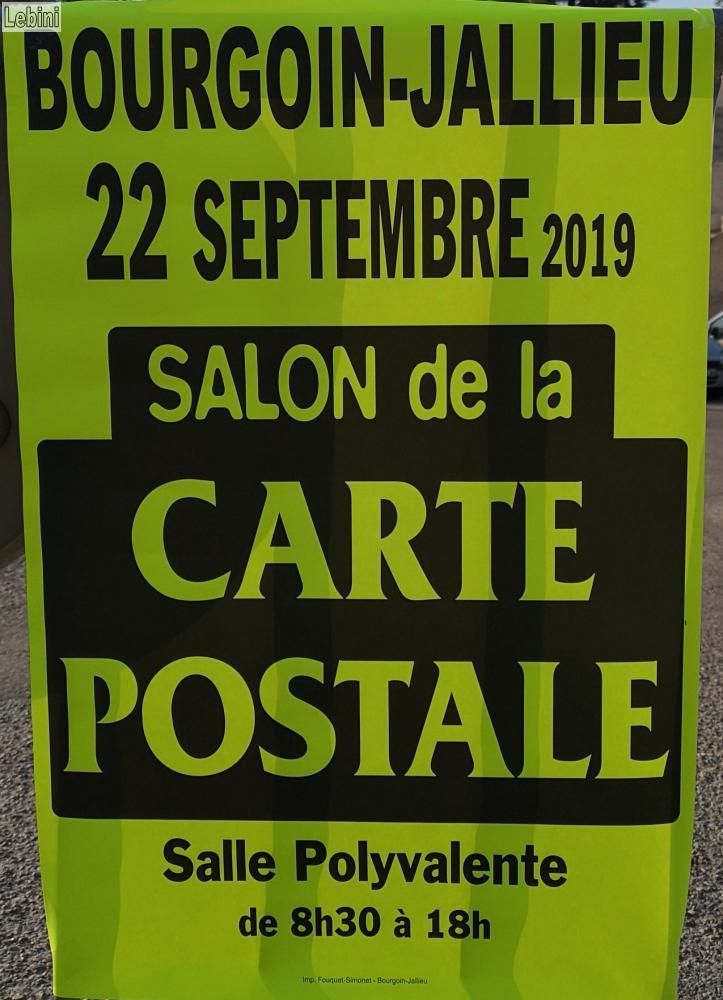 Lebini
BOURGOIN-JALLIEU
22 SEPTEMBRE 2019
SALON de la
CARTE
POSTALE
Salle Polyvalente
de 8h30 à 18h
Imp. Fouquet-Simonet - Bourgoin-Jallieu